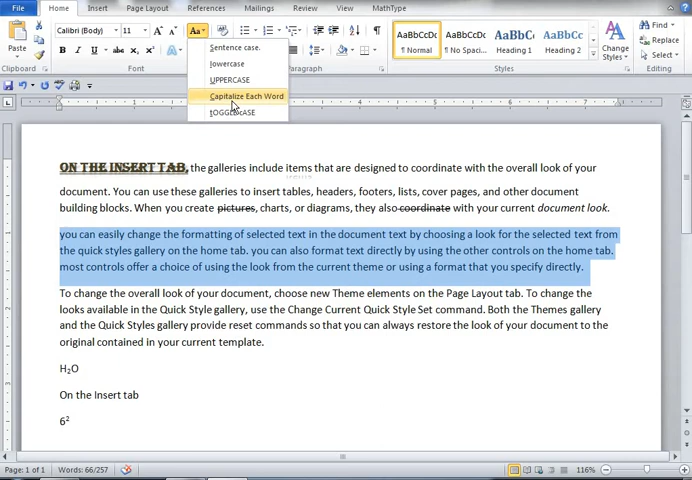 File Home Insert Page Layout References Mailings Review View MathType
Calibri (Body) 11 A A Aa AaBbCcDc AaBbCcDc AaBbC AaBbCc Find
Paste B I U ¶ Normal ¶ No Spaci... Heading 1 Heading 2 Change Styles Replace
Select
Sentence case.
lowercase
UPPERCASE
Capitalize Each Word
tOGGLE cASE
Clipboard Font Paragraph Styles Editing
ON THE INSERT TAB, the galleries include items that are designed to coordinate with the overall look of your
document. You can use these galleries to insert tables, headers, footers, lists, cover pages, and other document
building blocks. When you create pictures, charts, or diagrams, they also coordinate with your current document look.
you can easily change the formatting of selected text in the document text by choosing a look for the selected text from
the quick styles gallery on the home tab. you can also format text directly by using the other controls on the home tab.
most controls offer a choice of using the look from the current theme or using a format that you specify directly.
To change the overall look of your document, choose new Theme elements on the Page Layout tab. To change the
looks available in the Quick Style gallery, use the Change Current Quick Style Set command. Both the Themes gallery
and the Quick Styles gallery provide reset commands so that you can always restore the look of your document to the
original contained in your current template.
H₂O
On the Insert tab
6²
Page: 1 of 1 Words: 66/257 116%